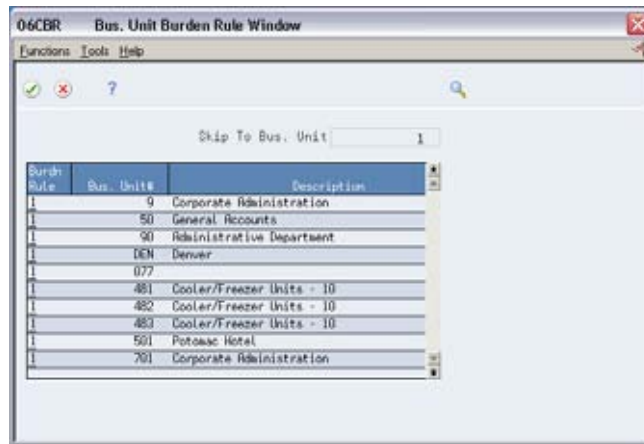 06CBR Bus. Unit Burden Rule Window
Functions Tools Help
?
Skip To Bus. Unit 1
Burdn Rule Bus. Unit# Description
1 9 Corporate Administration
1 50 General Accounts
1 90 Administrative Department
1 DEN Denver
1 077
1 481 Cooler/Freezer Units - 10
1 482 Cooler/Freezer Units - 10
1 483 Cooler/Freezer Units - 10
1 501 Potomac Hotel
1 701 Corporate Administration